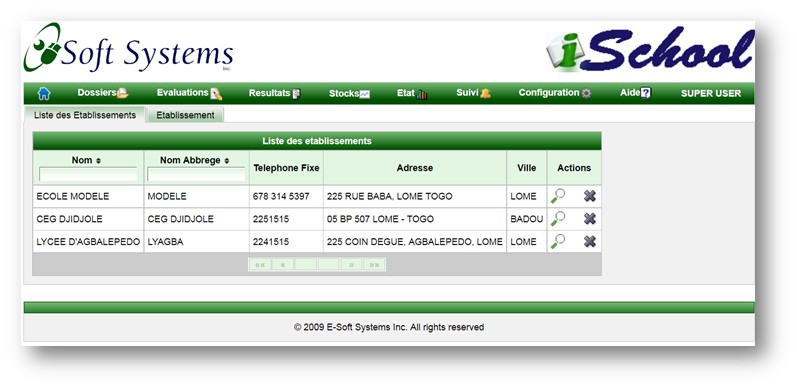 eSoft Systems Inc.
iSchool
Dossiers Evaluations Resultats Stocks Etat Suivi Configuration Aide SUPER USER
Liste des Etablissements Etablissement
Liste des etablissements
Nom Nom Abbrege Telephone Fixe Adresse Ville Actions
ECOLE MODELE MODELE 678 314 5397 225 RUE BABA, LOME TOGO LOME
CEG DJIDJOLE CEG DJIDJOLE 2251515 05 BP 507 LOME - TOGO BADOU
LYCEE D'AGBALEPEDO LYAGBA 2241515 225 COIN DEGUE, AGBALEPEDO, LOME LOME
«« « » »»
© 2009 E-Soft Systems Inc. All rights reserved